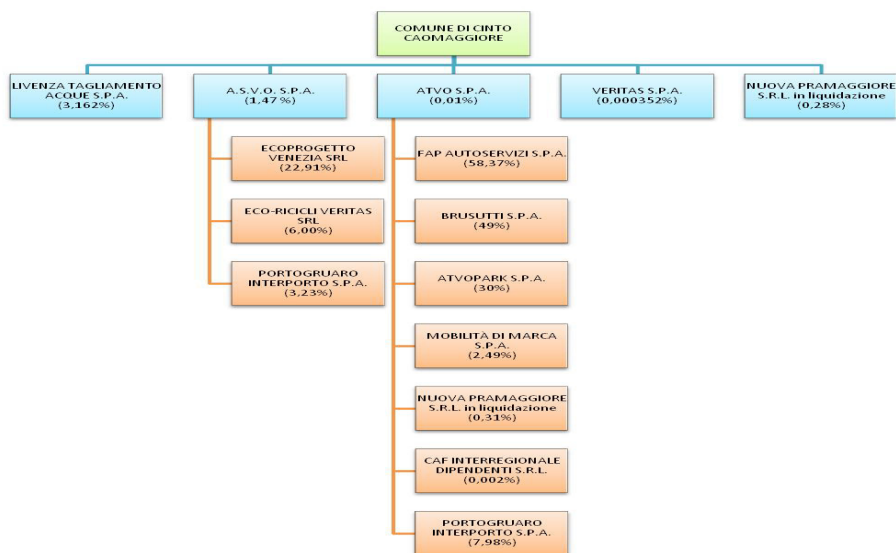 COMUNE DI CINTO
CAOMAGGIORE
LIVENZA TAGLIAMENTO
ACQUE S.P.A.
(3,162%)
A.S.V.O. S.P.A.
(1,47%)
ATVO S.P.A.
(0,01%)
VERITAS S.P.A.
(0,000352%)
NUOVA PRAMAGGIORE
S.R.L. in liquidazione
(0,28%)
ECOPROGETTO
VENEZIA SRL
(22,91%)
ECO-RICICLI VERITAS
SRL
(6,00%)
PORTOGRUARO
INTERPORTO S.P.A.
(3,23%)
FAP AUTOSERVIZI S.P.A.
(58,37%)
BRUSUTTI S.P.A.
(49%)
ATVOPARK S.P.A.
(30%)
MOBILITÀ DI MARCA
S.P.A.
(2,49%)
NUOVA PRAMAGGIORE
S.R.L. in liquidazione
(0,31%)
CAF INTERREGIONALE
DIPENDENTI S.R.L.
(0,002%)
PORTOGRUARO
INTERPORTO S.P.A.
(7,98%)